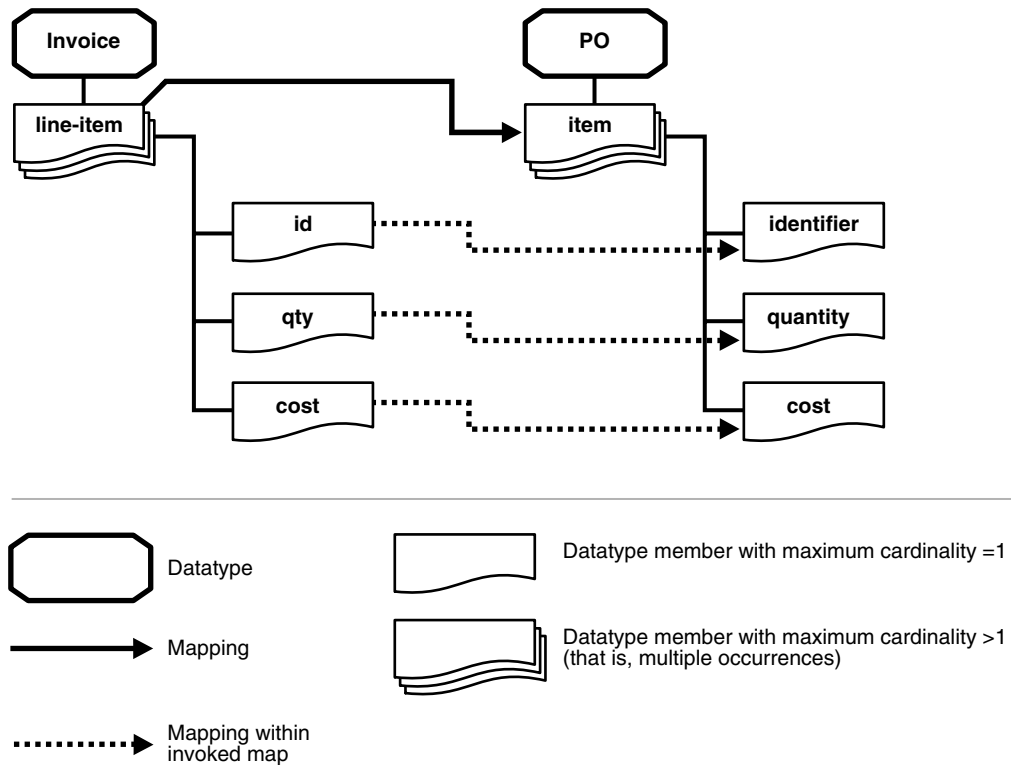 Invoice
PO
line-item
item
id
identifier
qty
quantity
cost
cost
Datatype
Datatype member with maximum cardinality =1
Mapping
Datatype member with maximum cardinality >1
(that is, multiple occurrences)
Mapping within
invoked map